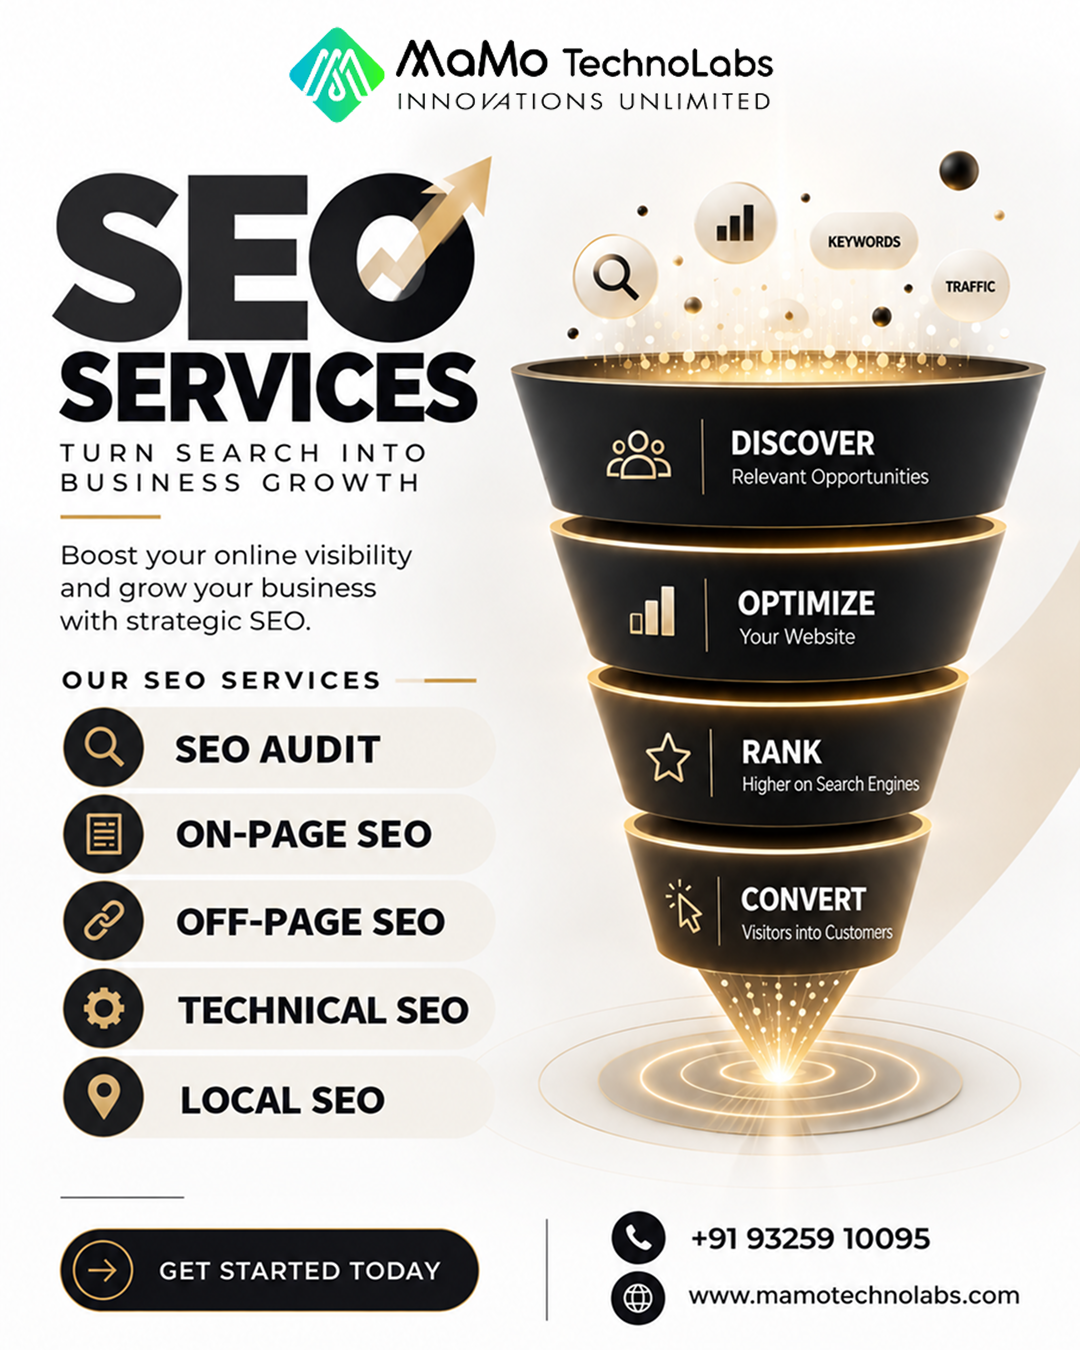 MaMo TechnoLabs
INNOVATIONS UNLIMITED
SEO
SERVICES
TURN SEARCH INTO
BUSINESS GROWTH
Boost your online visibility
and grow your business
with strategic SEO.
OUR SEO SERVICES
SEO AUDIT
ON-PAGE SEO
OFF-PAGE SEO
TECHNICAL SEO
LOCAL SEO
KEYWORDS
TRAFFIC
DISCOVER
Relevant Opportunities
OPTIMIZE
Your Website
RANK
Higher on Search Engines
CONVERT
Visitors into Customers
GET STARTED TODAY
+91 93259 10095
www.mamotechnolabs.com